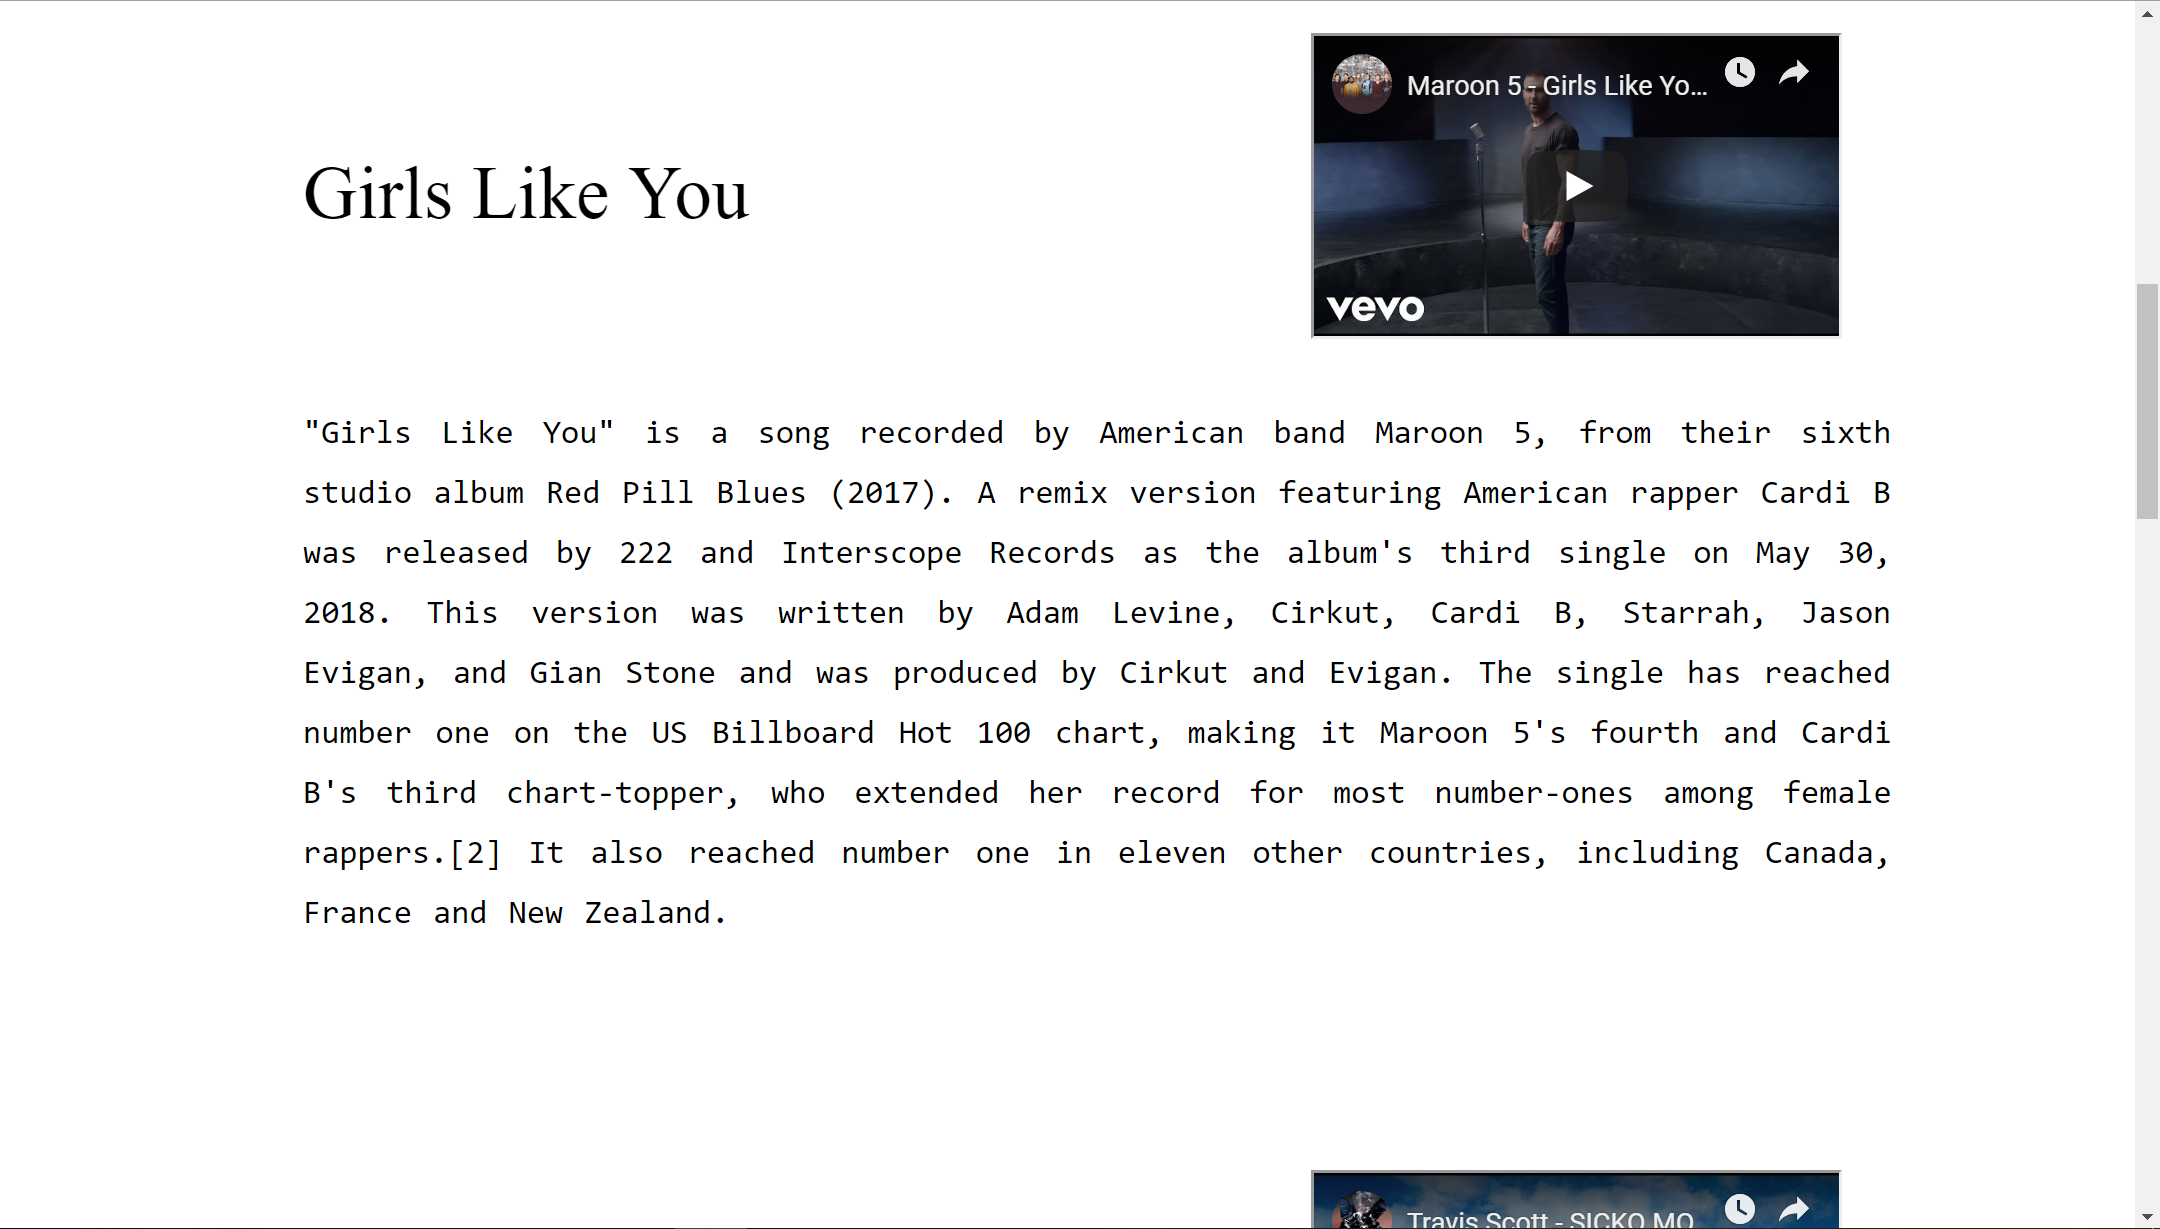 Maroon 5 - Girls Like Yo...
Girls Like You
vevo
"Girls Like You" is a song recorded by American band Maroon 5, from their sixth
studio album Red Pill Blues (2017). A remix version featuring American rapper Cardi B
was released by 222 and Interscope Records as the album's third single on May 30,
2018. This version was written by Adam Levine, Cirkut, Cardi B, Starrah, Jason
Evigan, and Gian Stone and was produced by Cirkut and Evigan. The single has reached
number one on the US Billboard Hot 100 chart, making it Maroon 5's fourth and Cardi
B's third chart-topper, who extended her record for most number-ones among female
rappers.[2] It also reached number one in eleven other countries, including Canada,
France and New Zealand.
Travis Scott - SICKO MO